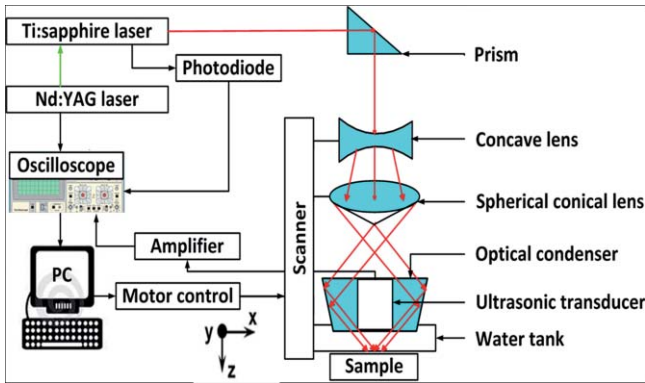 Ti:sapphire laser
Prism
Photodiode
Nd:YAG laser
Concave lens
Oscilloscope
Spherical conical lens
Scanner
Amplifier
Optical condenser
PC
Motor control
Ultrasonic transducer
y
x
z
Water tank
Sample